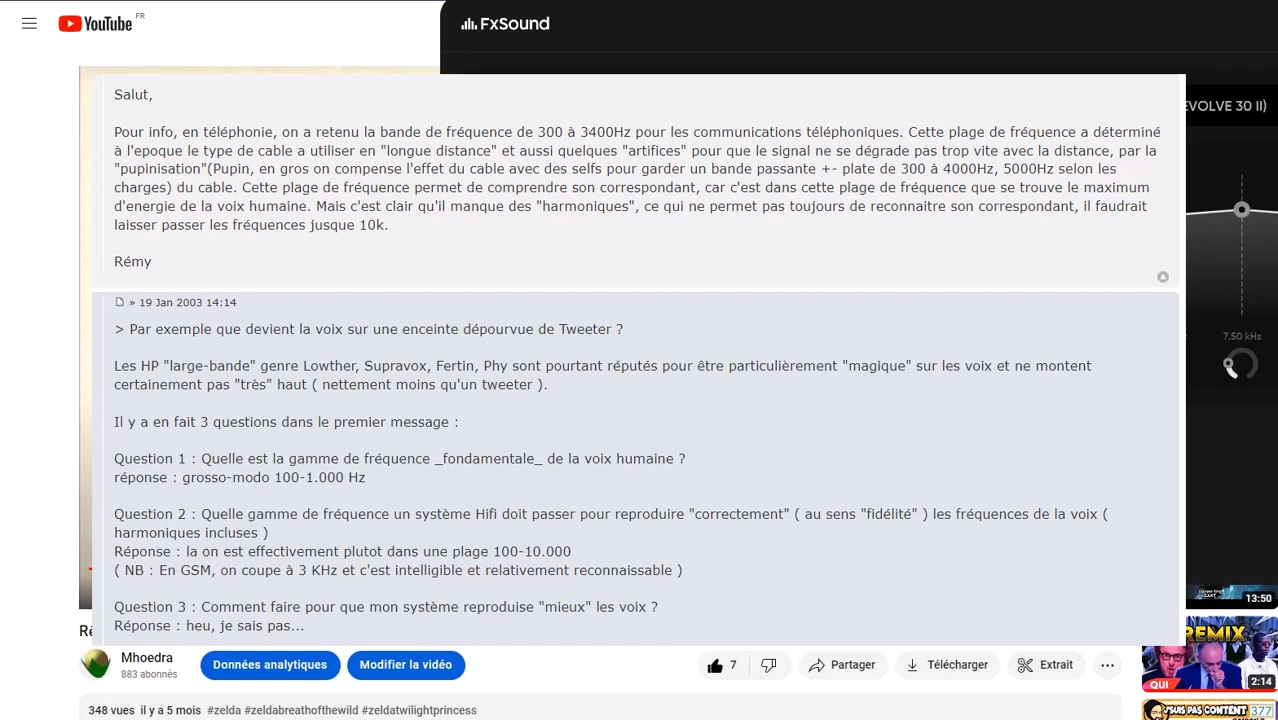 YouTube FR
FxSound
EVOLVE 30 II)
Salut,
Pour info, en téléphonie, on a retenu la bande de fréquence de 300 à 3400Hz pour les communications téléphoniques. Cette plage de fréquence a déterminé
à l'epoque le type de cable a utiliser en "longue distance" et aussi quelques "artifices" pour que le signal ne se dégrade pas trop vite avec la distance, par la
"pupinisation"(Pupin, en gros on compense l'effet du cable avec des selfs pour garder un bande passante +- plate de 300 à 4000Hz, 5000Hz selon les
charges) du cable. Cette plage de fréquence permet de comprendre son correspondant, car c'est dans cette plage de fréquence que se trouve le maximum
d'energie de la voix humaine. Mais c'est clair qu'il manque des "harmoniques", ce qui ne permet pas toujours de reconnaitre son correspondant, il faudrait
laisser passer les fréquences jusque 10k.
Rémy
» 19 Jan 2003 14:14
> Par exemple que devient la voix sur une enceinte dépourvue de Tweeter ?
7.50 kHz
Les HP "large-bande" genre Lowther, Supravox, Fertin, Phy sont pourtant réputés pour être particulièrement "magique" sur les voix et ne montent
certainement pas "très" haut ( nettement moins qu'un tweeter ).
Il y a en fait 3 questions dans le premier message :
Question 1 : Quelle est la gamme de fréquence _fondamentale_ de la voix humaine ?
réponse : grosso-modo 100-1.000 Hz
Question 2 : Quelle gamme de fréquence un système Hifi doit passer pour reproduire "correctement" ( au sens "fidélité" ) les fréquences de la voix (
harmoniques incluses )
Réponse : la on est effectivement plutot dans une plage 100-10.000
( NB : En GSM, on coupe à 3 KHz et c'est intelligible et relativement reconnaissable )
Question 3 : Comment faire pour que mon système reproduise "mieux" les voix ?
Réponse : heu, je sais pas...
13:50
REMIX
QUI
2:14
Mhoedra
883 abonnés
Données analytiques
Modifier la vidéo
7
Partager
Télécharger
Extrait
348 vues il y a 5 mois #zelda #zeldabreathofthewild #zeldatwilightprincess
J'SUIS PAS CONTENT 377